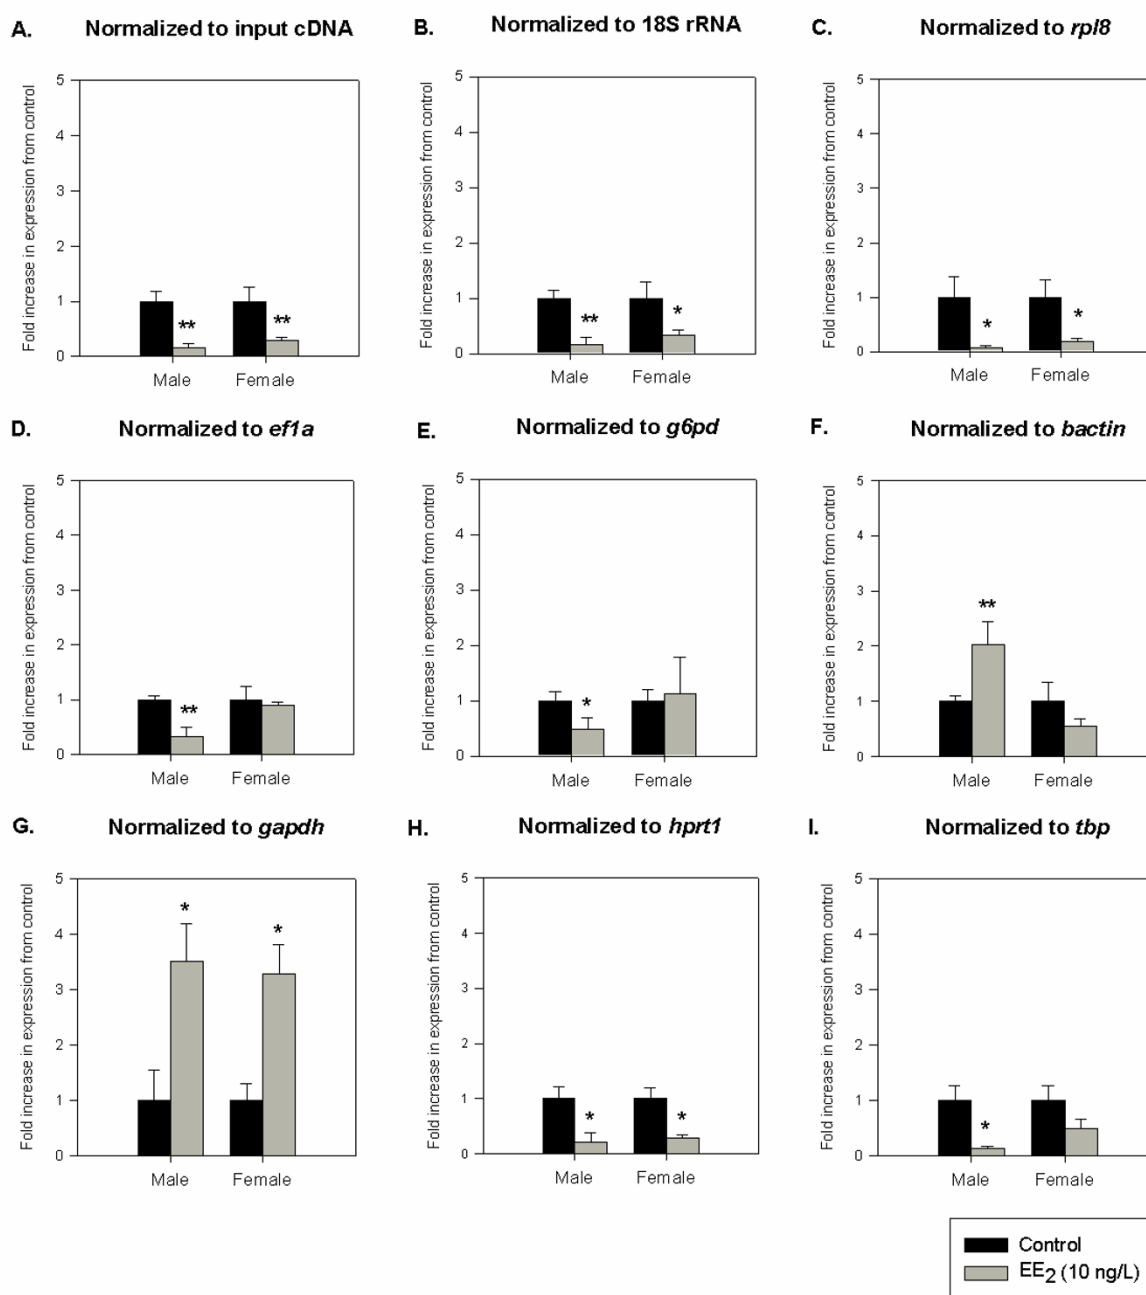 A. Normalized to input cDNA
Fold increase in expression from control
5
4
3
2
1
0
**
**
Male Female
B. Normalized to 18S rRNA
Fold increase in expression from control
5
4
3
2
1
0
**
*
Male Female
C. Normalized to rpl8
Fold increase in expression from control
5
4
3
2
1
0
*
*
Male Female
D. Normalized to ef1a
Fold increase in expression from control
5
4
3
2
1
0
**
Male Female
E. Normalized to g6pd
Fold increase in expression from control
5
4
3
2
1
0
*
Male Female
F. Normalized to bactin
Fold increase in expression from control
5
4
3
2
1
0
**
Male Female
G. Normalized to gapdh
Fold increase in expression from control
5
4
3
2
1
0
*
*
Male Female
H. Normalized to hprt1
Fold increase in expression from control
5
4
3
2
1
0
*
*
Male Female
I. Normalized to tbp
Fold increase in expression from control
5
4
3
2
1
0
*
Male Female
Control
EE2 (10 ng/L)